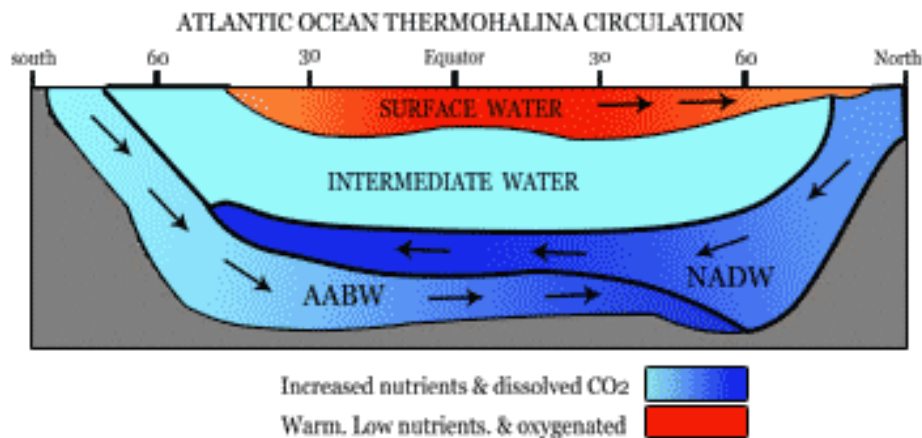 ATLANTIC OCEAN THERMOHALINA CIRCULATION
south 60 30 Equator 30 60 North
SURFACE WATER
INTERMEDIATE WATER
NADW
AABW
Increased nutrients & dissolved CO2
Warm. Low nutrients. & oxygenated